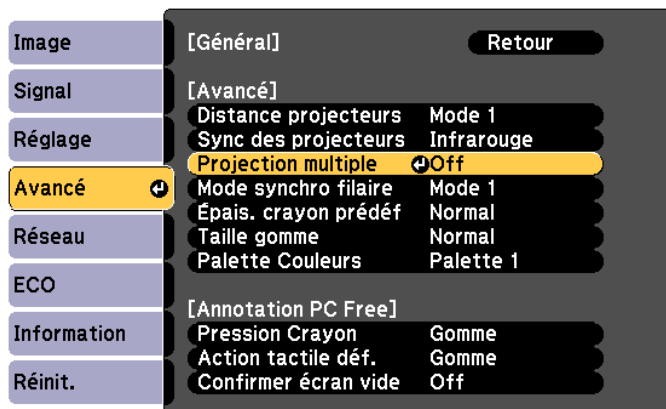 Image
Signal
Réglage
Avancé
Réseau
ECO
Information
Réinit.
[Général] Retour
[Avancé]
Distance projecteurs Mode 1
Sync des projecteurs Infrarouge
Projection multiple Off
Mode synchro filaire Mode 1
Épais. crayon prédéf Normal
Taille gomme Normal
Palette Couleurs Palette 1
[Annotation PC Free]
Pression Crayon Gomme
Action tactile déf. Gomme
Confirmer écran vide Off